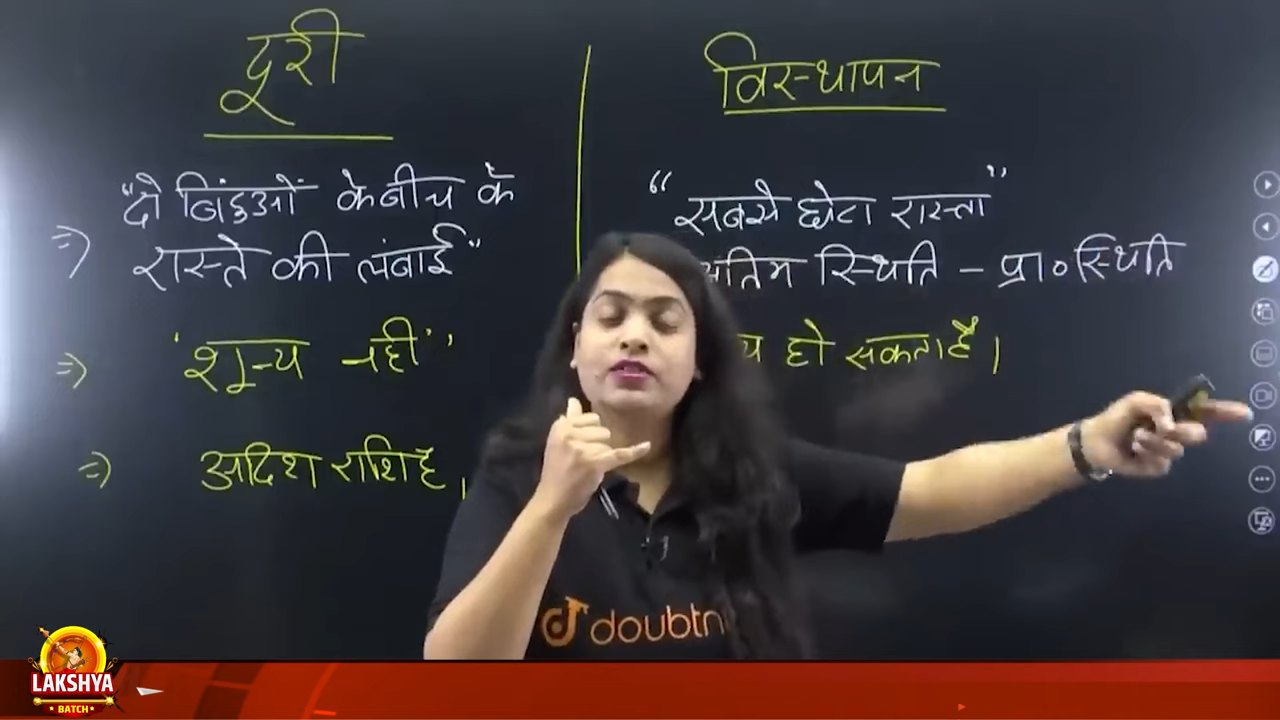 दूरी
"दो बिंदुओं के बीच के
=> रास्ते की लंबाई"
=> 'शून्य नही''
=> अदिश राशि है।
विस्थापन
"सबसे छोटा रास्ता"
अंतिम स्थिति - प्रा० स्थिति
हो सकता है।
doubtn
LAKSHYA
BATCH